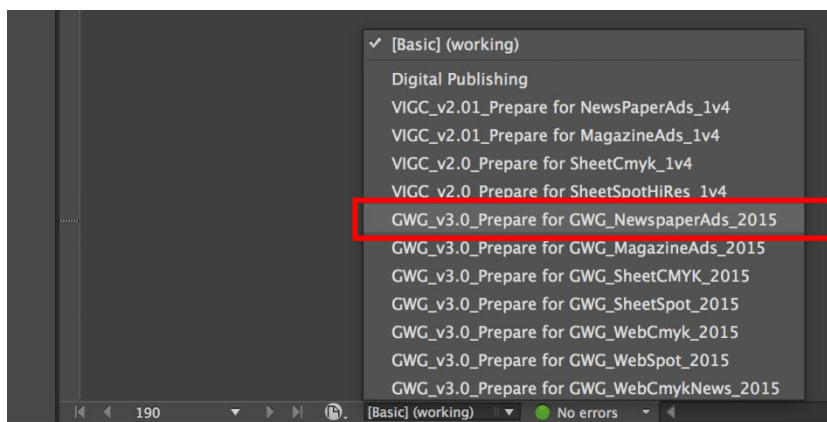 [Basic] (working)
Digital Publishing
VIGC_v2.01_Prepare for NewsPaperAds_1v4
VIGC_v2.01_Prepare for MagazineAds_1v4
VIGC_v2.0_Prepare for SheetCmyk_1v4
VIGC_v2.0_Prepare for SheetSpotHiRes_1v4
GWG_v3.0_Prepare for GWG_NewspaperAds_2015
GWG_v3.0_Prepare for GWG_MagazineAds_2015
GWG_v3.0_Prepare for GWG_SheetCMYK_2015
GWG_v3.0_Prepare for GWG_SheetSpot_2015
GWG_v3.0_Prepare for GWG_WebCmyk_2015
GWG_v3.0_Prepare for GWG_WebSpot_2015
GWG_v3.0_Prepare for GWG_WebCmykNews_2015
190 [Basic] (working) No errors